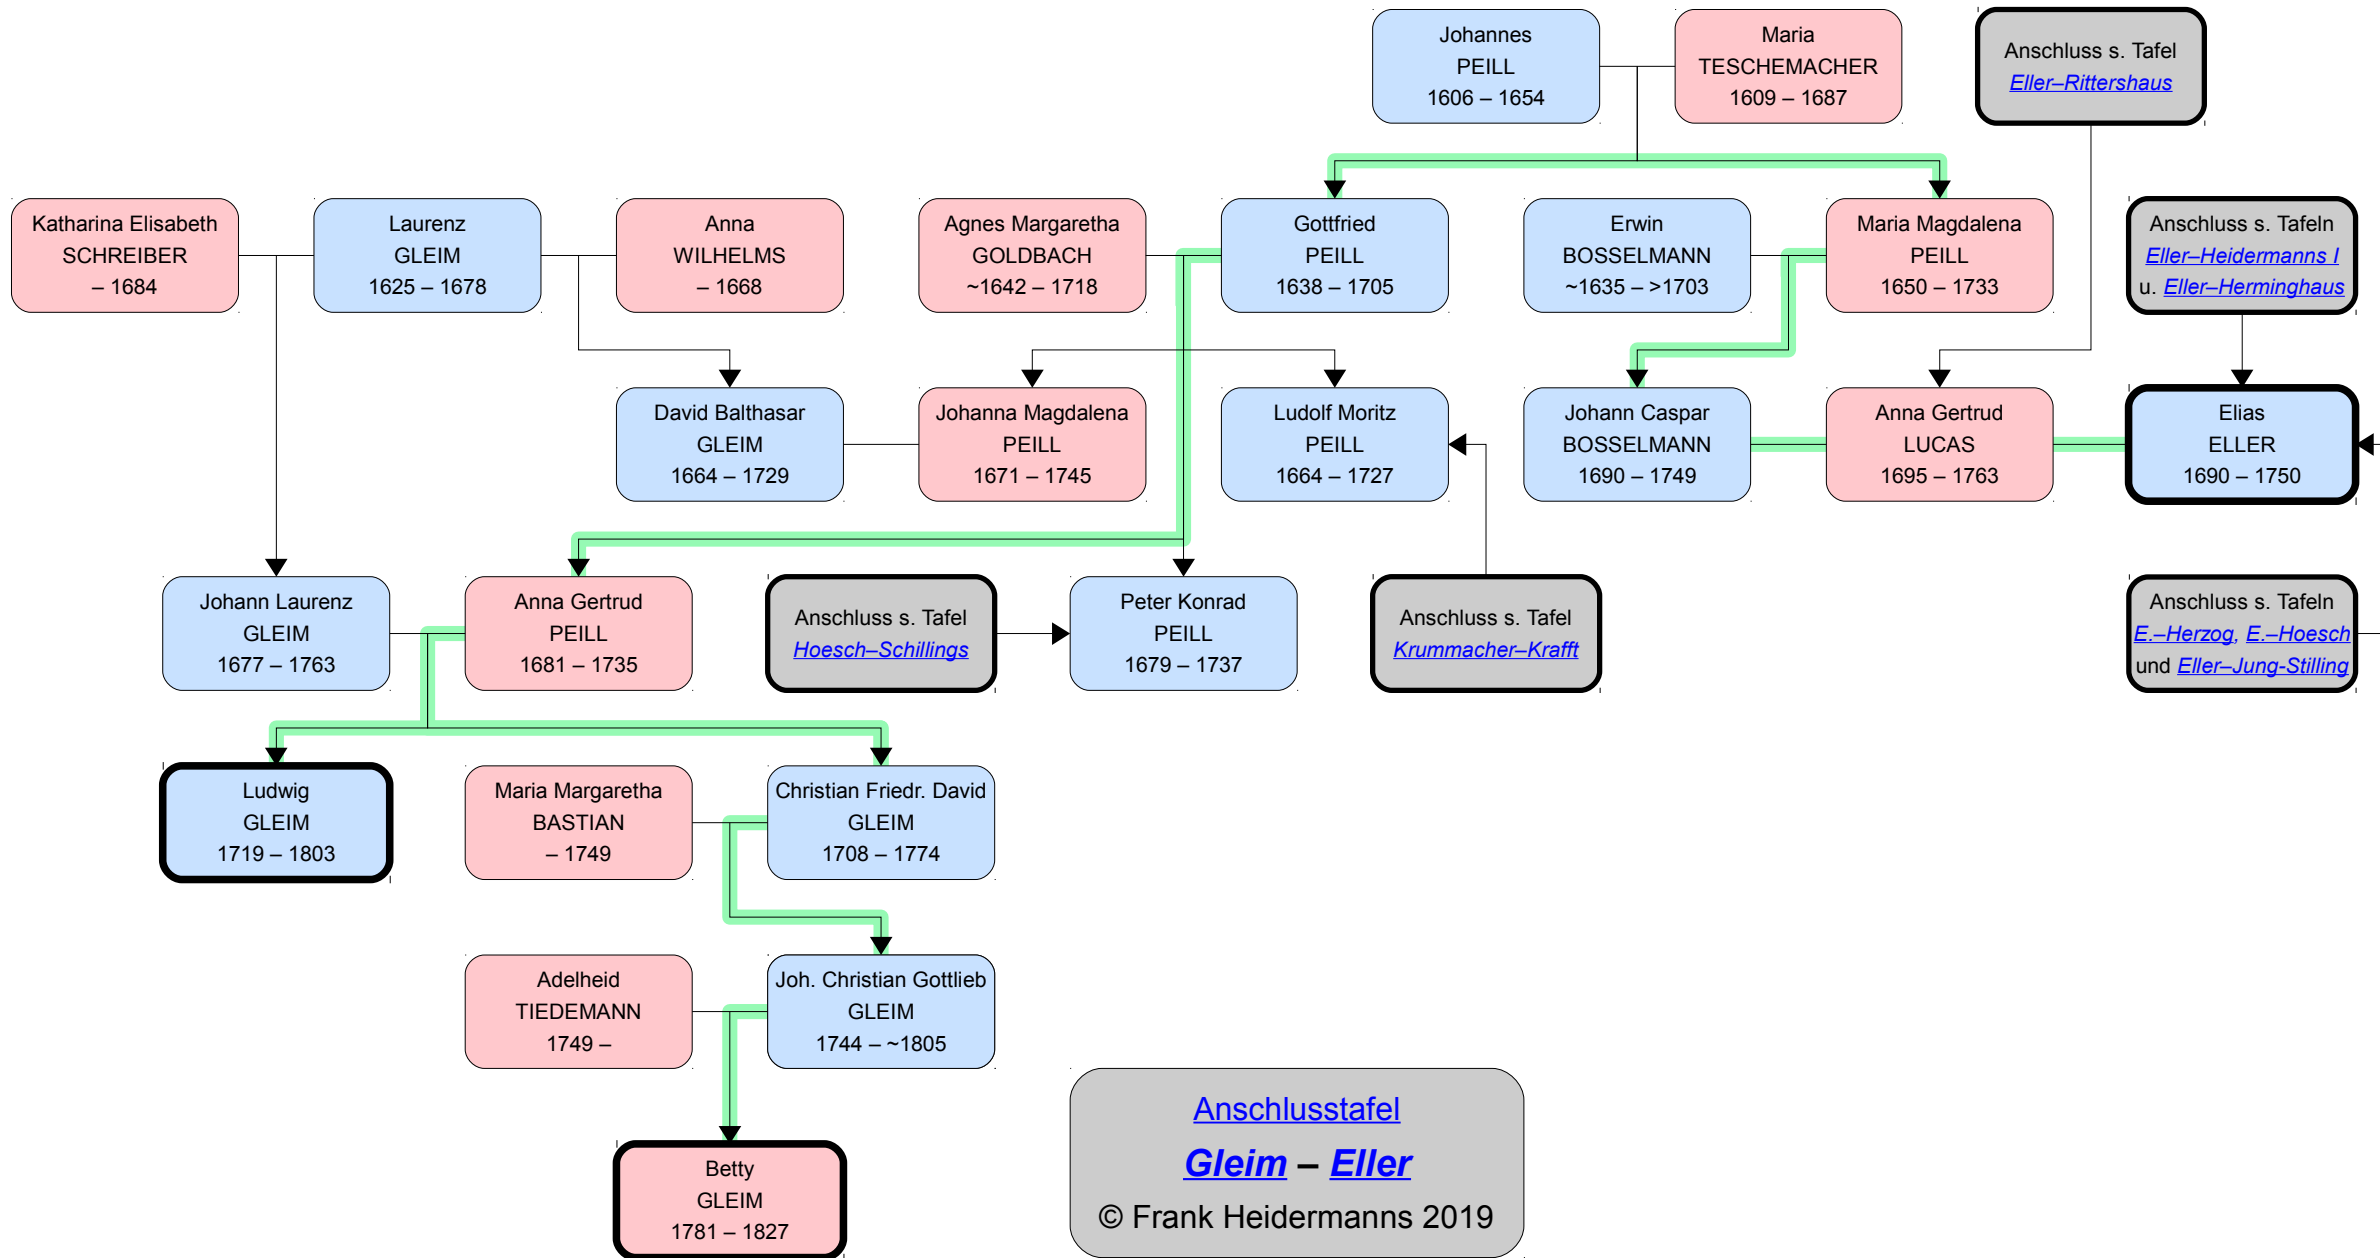 Johannes
PEILL
1606 – 1654
Maria
TESCHEMACHER
1609 – 1687
Anschluss s. Tafel
Eller–Rittershaus
Katharina Elisabeth
SCHREIBER
– 1684
Laurenz
GLEIM
1625 – 1678
Anna
WILHELMS
– 1668
Agnes Margaretha
GOLDBACH
~1642 – 1718
Gottfried
PEILL
1638 – 1705
Erwin
BOSSELMANN
~1635 – >1703
Maria Magdalena
PEILL
1650 – 1733
Anschluss s. Tafeln
Eller–Heidermanns I
u. Eller–Herminghaus
David Balthasar
GLEIM
1664 – 1729
Johanna Magdalena
PEILL
1671 – 1745
Ludolf Moritz
PEILL
1664 – 1727
Johann Caspar
BOSSELMANN
1690 – 1749
Anna Gertrud
LUCAS
1695 – 1763
Elias
ELLER
1690 – 1750
Johann Laurenz
GLEIM
1677 – 1763
Anna Gertrud
PEILL
1681 – 1735
Anschluss s. Tafel
Hoesch–Schillings
Peter Konrad
PEILL
1679 – 1737
Anschluss s. Tafel
Krummacher–Krafft
Anschluss s. Tafeln
E.–Herzog, E.–Hoesch
und Eller–Jung-Stilling
Ludwig
GLEIM
1719 – 1803
Maria Margaretha
BASTIAN
– 1749
Christian Friedr. David
GLEIM
1708 – 1774
Adelheid
TIEDEMANN
1749 –
Joh. Christian Gottlieb
GLEIM
1744 – ~1805
Betty
GLEIM
1781 – 1827
Anschlusstafel
Gleim – Eller
© Frank Heidermanns 2019